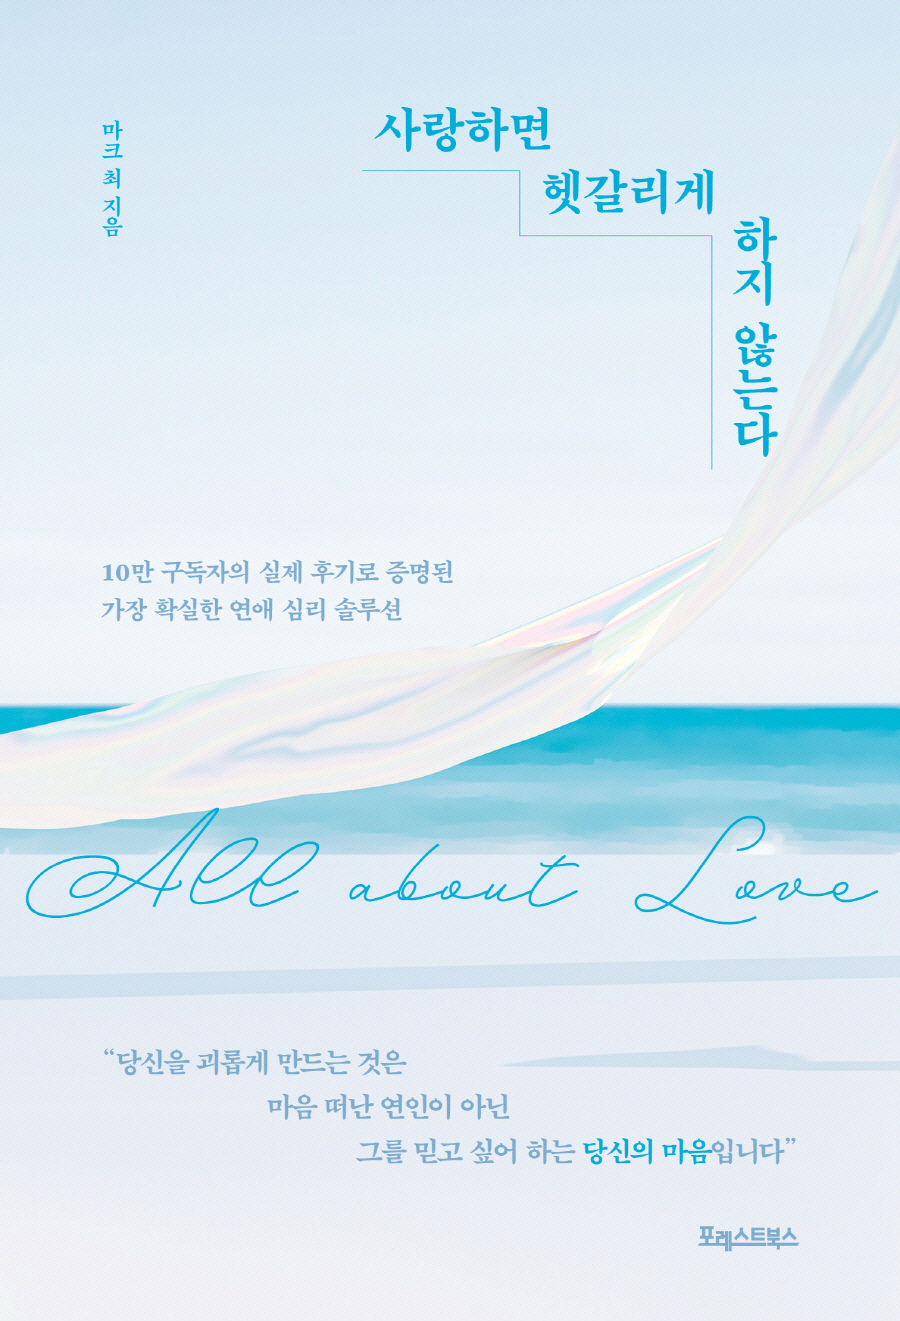 마크 최 지음
사랑하면
헷갈리게
하지 않는다
10만 구독자의 실제 후기로 증명된
가장 확실한 연애 심리 솔루션
All about Love
“당신을 괴롭게 만드는 것은
마음 떠난 연인이 아닌
그를 믿고 싶어 하는 당신의 마음입니다”
포레스트북스